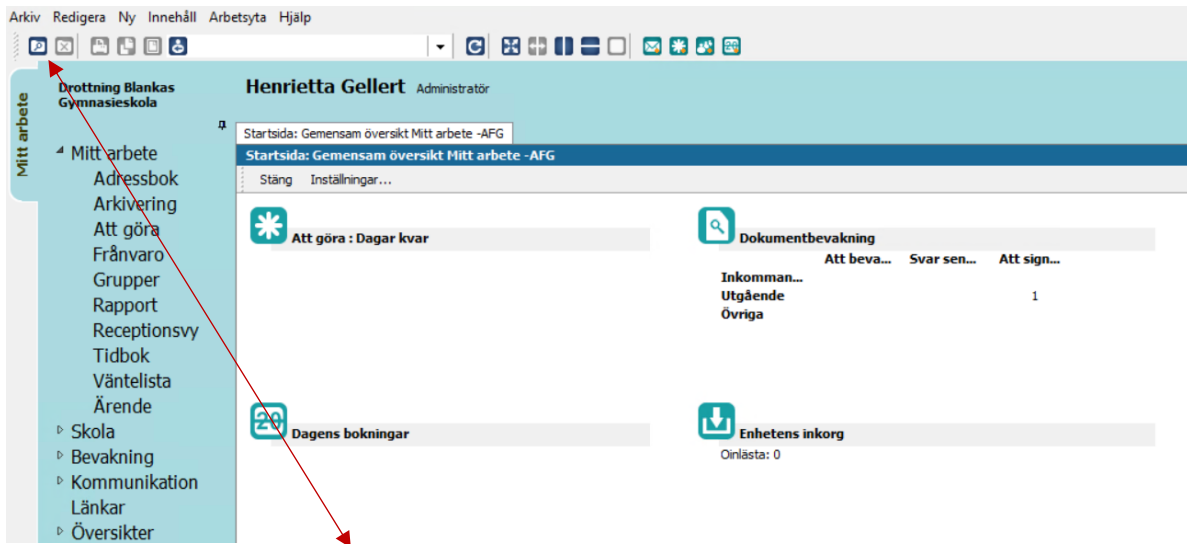 Arkiv Redigera Ny Innehåll Arbetsyta Hjälp
Mitt arbete
Drottning Blankas
Gymnasieskola
Henrietta Gellert Administratör
Startsida: Gemensam översikt Mitt arbete -AFG
Startsida: Gemensam översikt Mitt arbete -AFG
Stäng Inställningar...
Mitt arbete
Adressbok
Arkivering
Att göra
Frånvaro
Grupper
Rapport
Receptionsvy
Tidbok
Väntelista
Ärende
Skola
Bevakning
Kommunikation
Länkar
Översikter
Att göra : Dagar kvar
Dokumentbevakning
Att beva... Svar sen... Att sign...
Inkomman...
Utgående 1
Övriga
20 Dagens bokningar
Enhetens inkorg
Oinlästa: 0